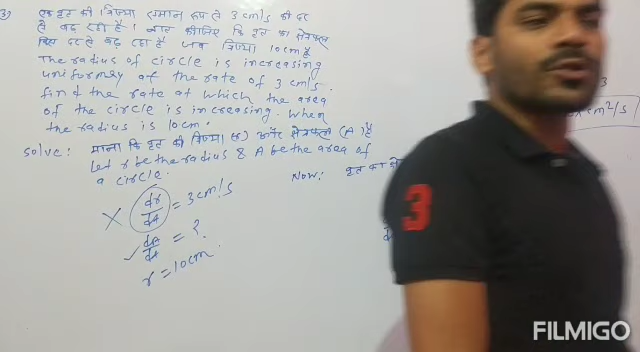 3) एक वृत की त्रिज्या समान रूप से 3 cm/s की दर
से बढ़ रही है। ज्ञात कीजिए कि वृत का क्षेत्रफल
किस दर से बढ़ रहा है जब त्रिज्या 10cm है
The radius of circle is increasing
uniformly at the rate of 3 cm/s.
find the rate at which the area
of the circle is increasing. When
the radius is 10cm.
Solve: माना कि वृत की त्रिज्या (r) और क्षेत्रफल (A) है
Let r be the radius & A be the area of
a circle.
Now: वृत का
dr/dt = 3cm/s
dA/dt = ?
r = 10cm.
cm²/s
3
3
FILMIGO